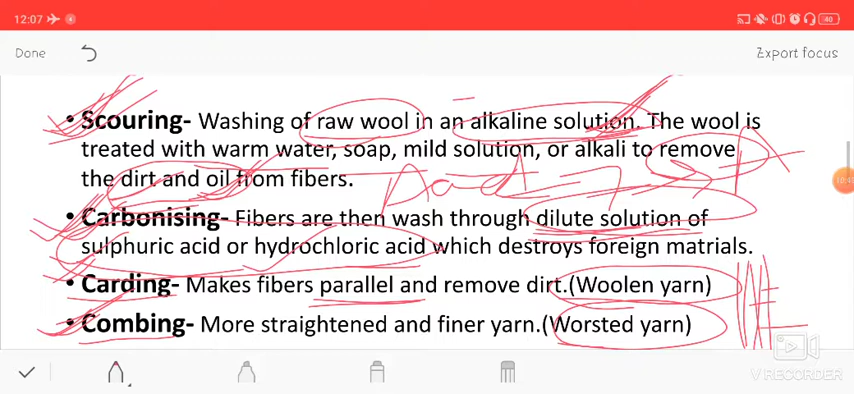 12:07
40
Done
Export focus
• Scouring- Washing of raw wool in an alkaline solution. The wool is
treated with warm water, soap, mild solution, or alkali to remove
the dirt and oil from fibers.
• Carbonising- Fibers are then wash through dilute solution of
sulphuric acid or hydrochloric acid which destroys foreign matrials.
• Carding- Makes fibers parallel and remove dirt.(Woolen yarn)
• Combing- More straightened and finer yarn.(Worsted yarn)
VRECORDER